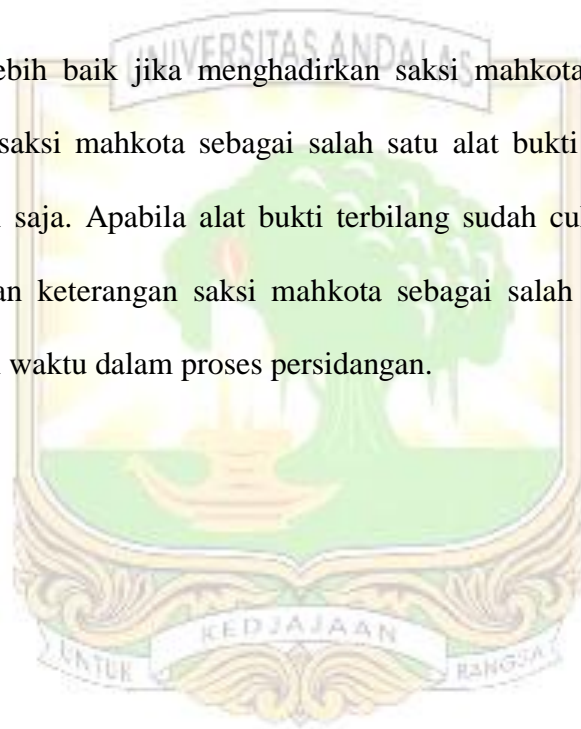 UNIVERSITAS ANDALAS
ebih baik jika menghadirkan saksi mahkota
saksi mahkota sebagai salah satu alat bukti
saja. Apabila alat bukti terbilang sudah cu
an keterangan saksi mahkota sebagai salah
waktu dalam proses persidangan.
UNTUK KEDJAJAAN BANGSA